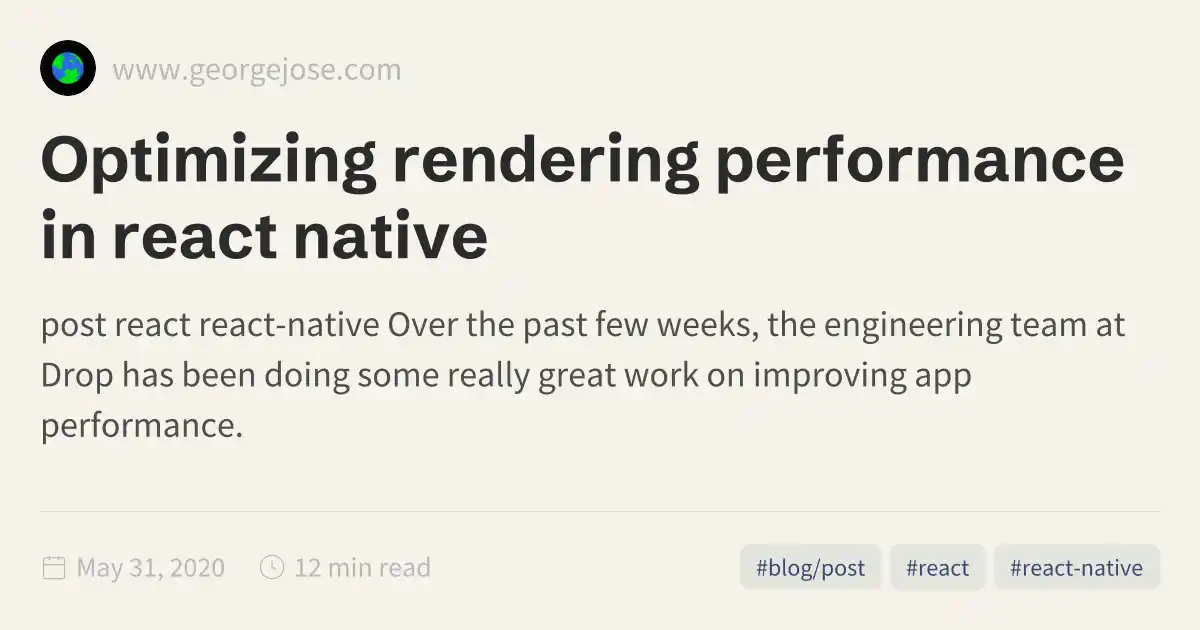 www.georgejose.com
Optimizing rendering performance
in react native
post react react-native Over the past few weeks, the engineering team at
Drop has been doing some really great work on improving app
performance.
May 31, 2020 12 min read #blog/post #react #react-native